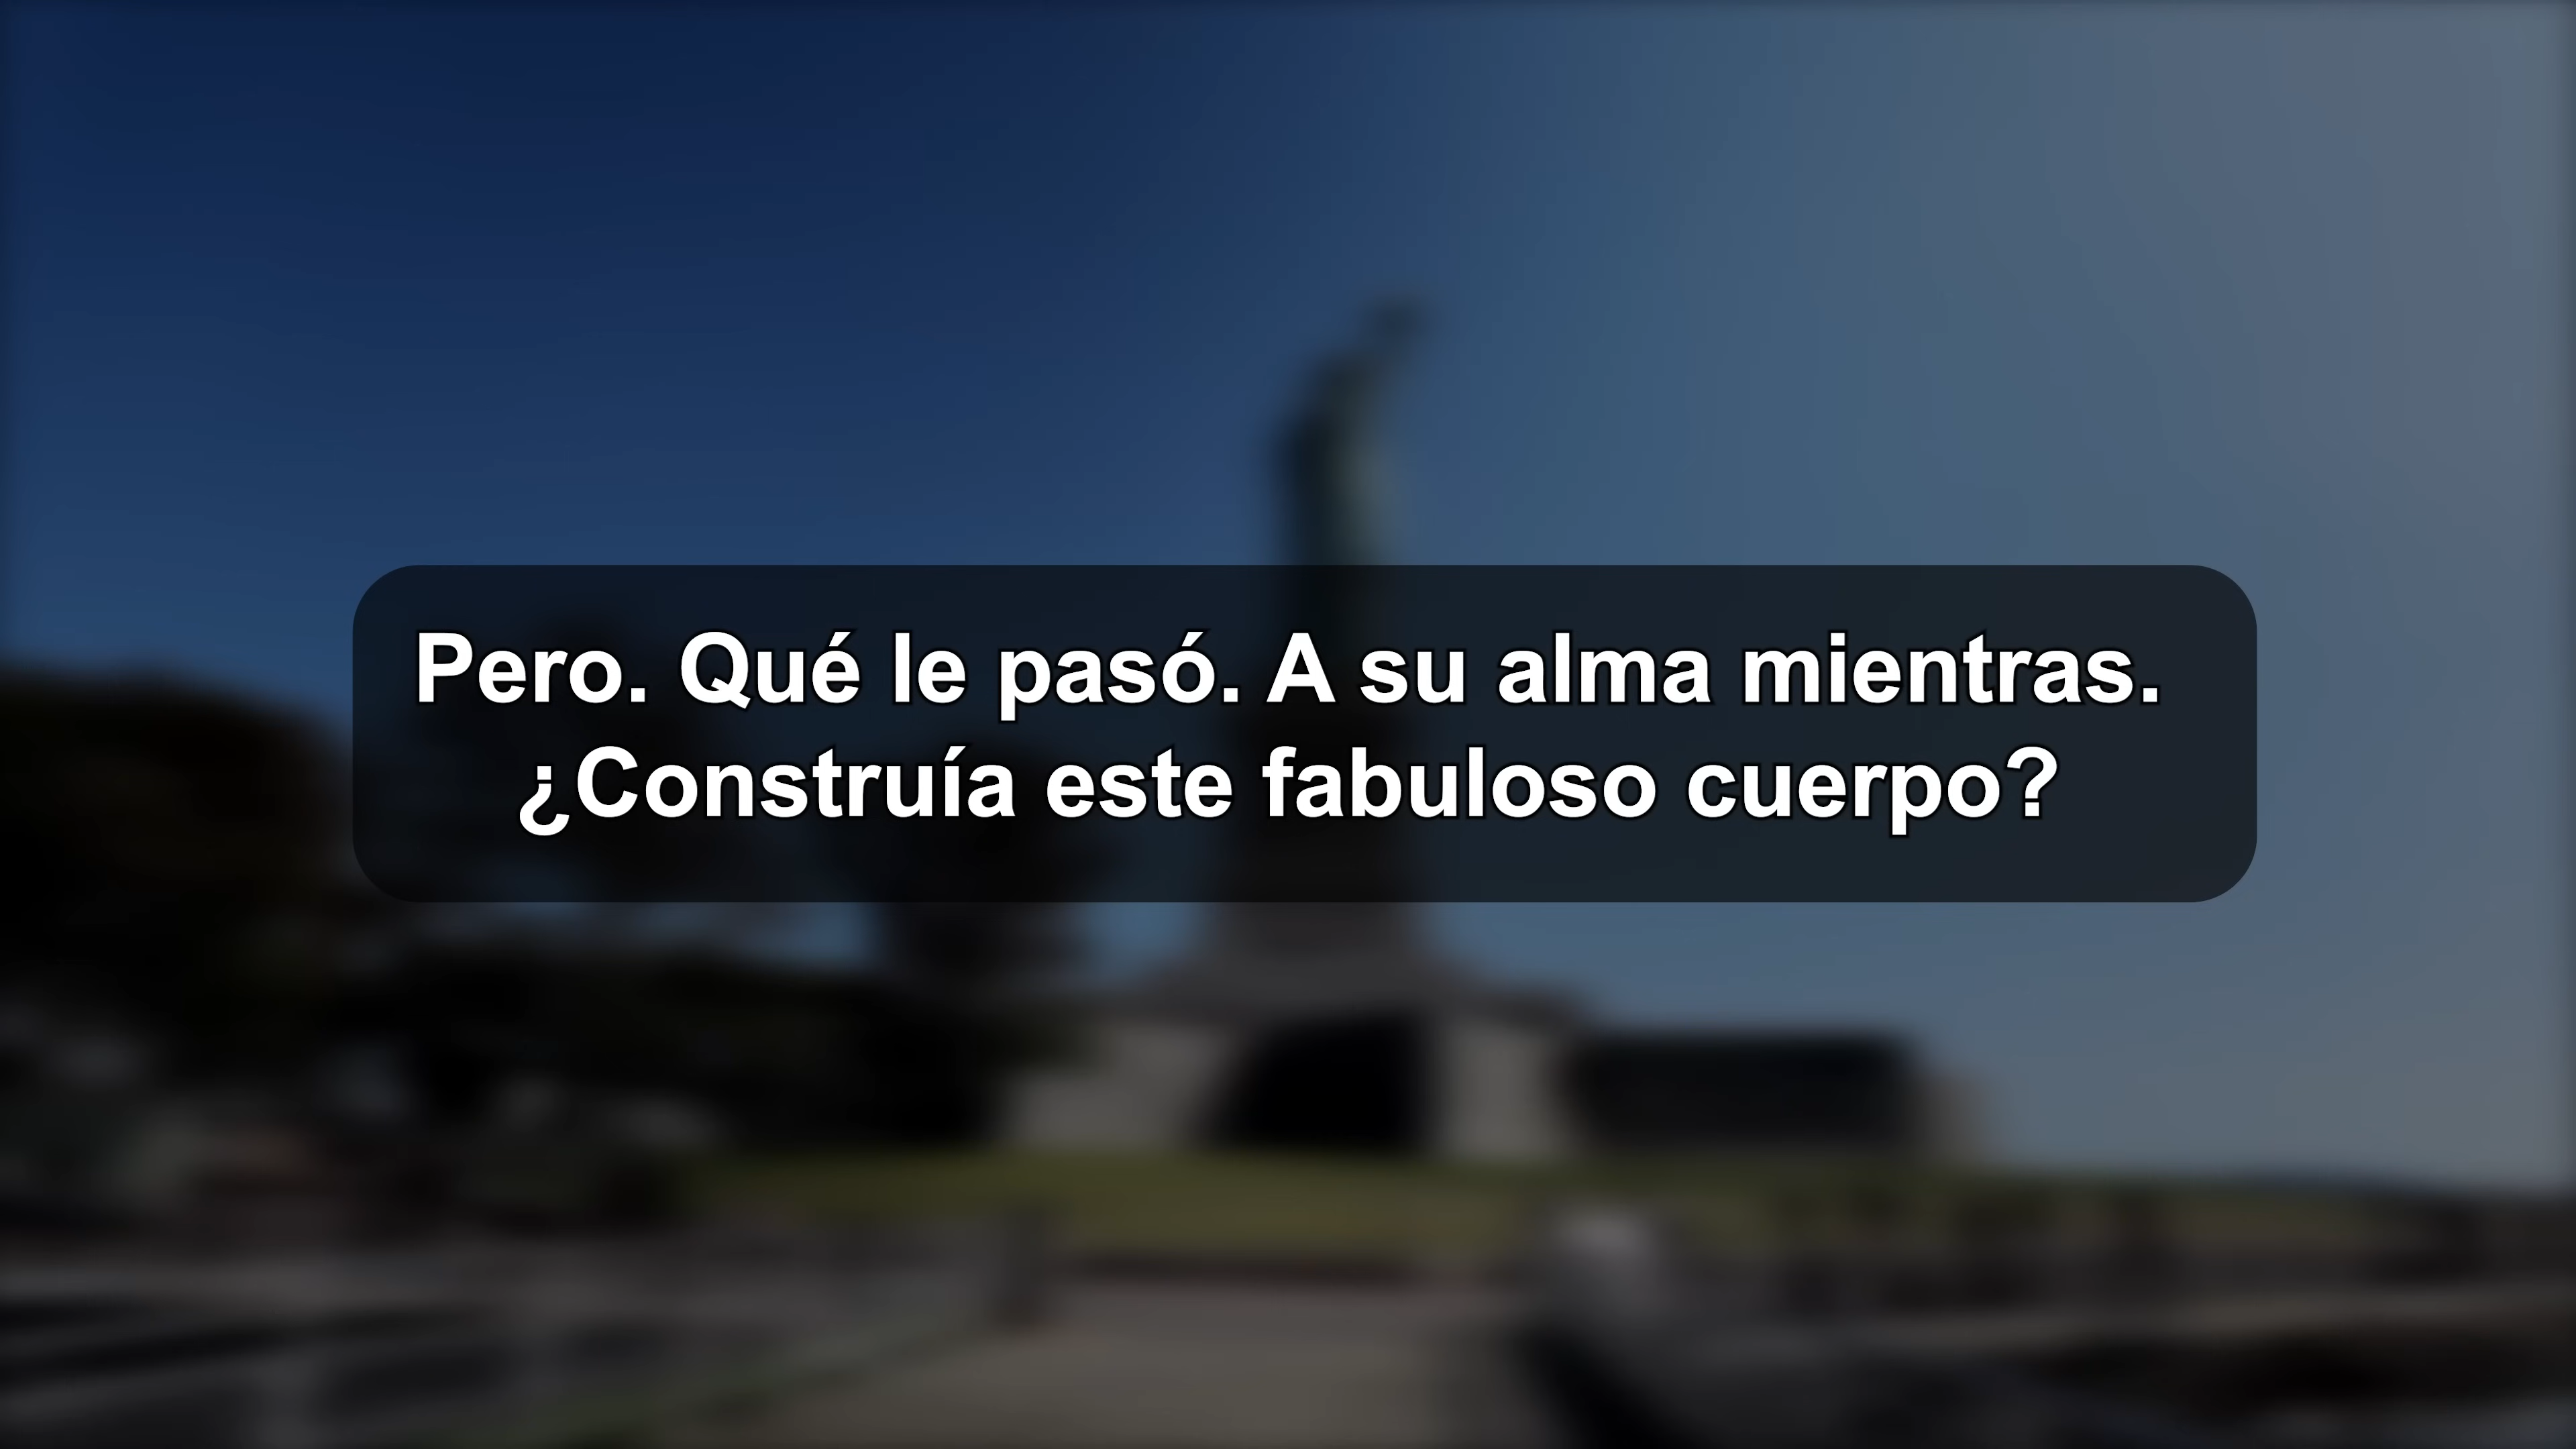 Pero. Qué le pasó. A su alma mientras.
¿Construía este fabuloso cuerpo?